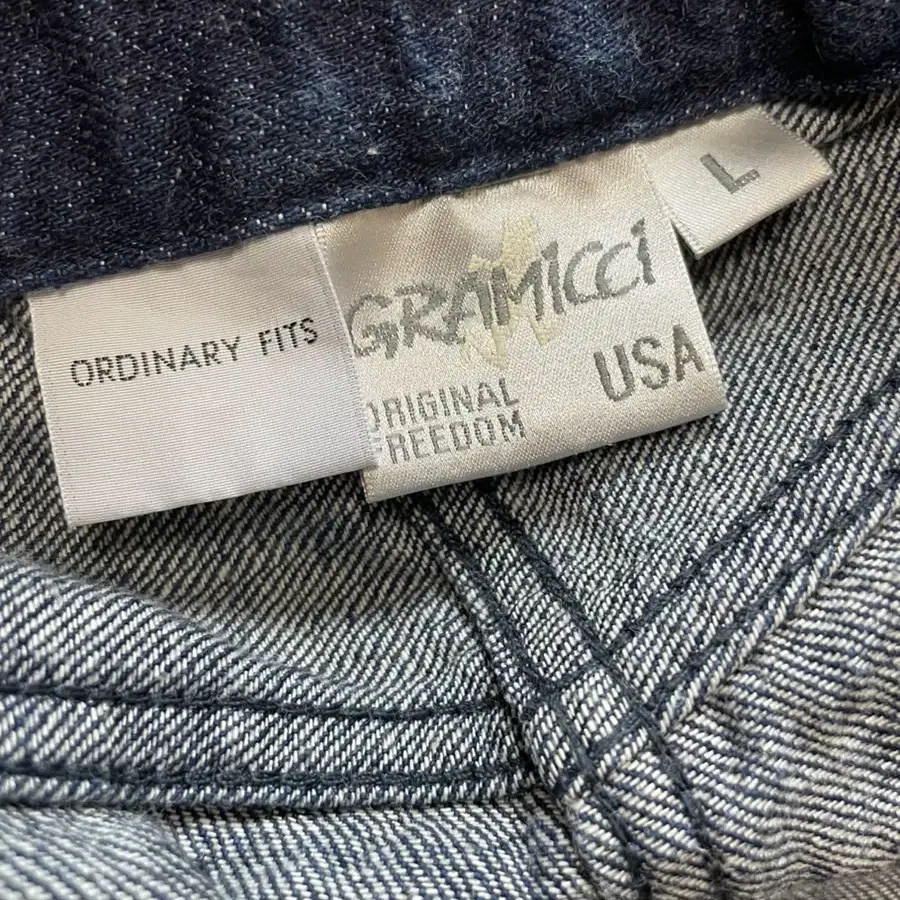 ORDINARY FITS
GRAMICCI
USA
ORIGINAL
FREEDOM
L